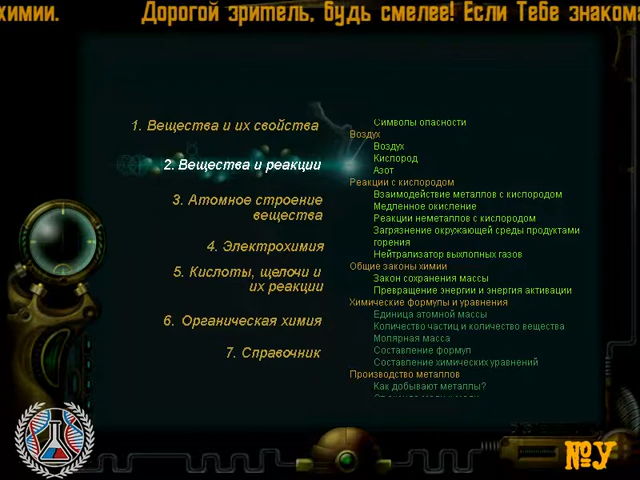 химии.
Дорогой зритель, будь смелее! Если Тебе знакома
1. Вещества и их свойства
2. Вещества и реакции
3. Атомное строение
вещества
4. Электрохимия
5. Кислоты, щелочи и
их реакции
6. Органическая химия
7. Справочник
Символы опасности
Воздух
Воздух
Кислород
Азот
Реакции с кислородом
Взаимодействие металлов с кислородом
Медленное окисление
Реакции неметаллов с кислородом
Загрязнение окружающей среды продуктами
горения
Нейтрализатор выхлопных газов
Общие законы химии
Закон сохранения массы
Превращение энергии и энергия активации
Химические формулы и уравнения
Единица атомной массы
Количество частиц и количество вещества
Молярная масса
Составление формул
Составление химических уравнений
Производство металлов
Как добывают металлы?
№У